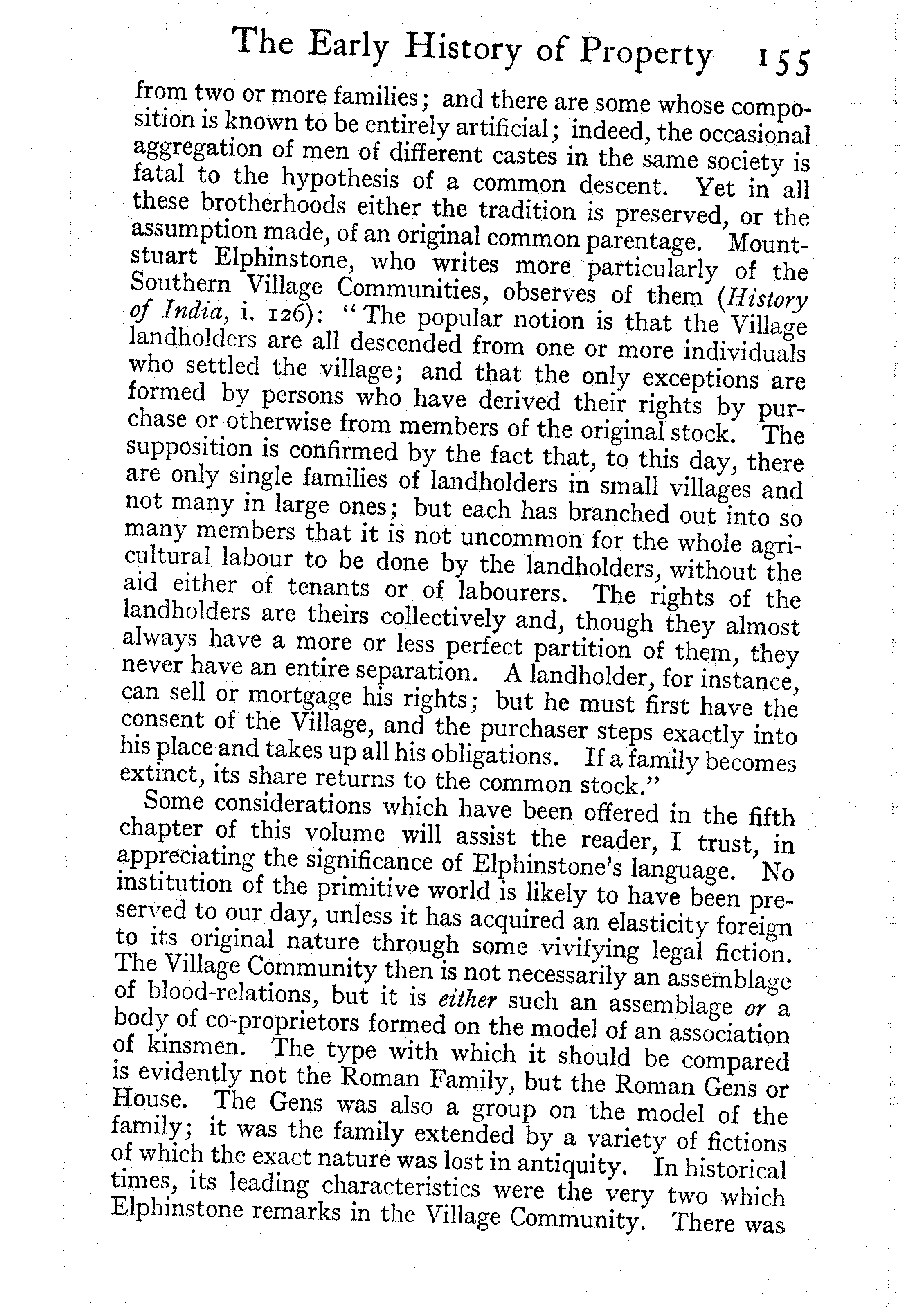 The Early History of Property 155
from two or more families; and there are some whose compo-
sition is known to be entirely artificial; indeed, the occasional
aggregation of men of different castes in the same society is
fatal to the hypothesis of a common descent. Yet in all
these brotherhoods either the tradition is preserved, or the
assumption made, of an original common parentage. Mount-
stuart Elphinstone, who writes more particularly of the
Southern Village Communities, observes of them (History
of India, i. 126): "The popular notion is that the Village
landholders are all descended from one or more individuals
who settled the village; and that the only exceptions are
formed by persons who have derived their rights by pur-
chase or otherwise from members of the original stock. The
supposition is confirmed by the fact that, to this day, there
are only single families of landholders in small villages and
not many in large ones; but each has branched out into so
many members that it is not uncommon for the whole agri-
cultural labour to be done by the landholders, without the
aid either of tenants or of labourers. The rights of the
landholders are theirs collectively and, though they almost
always have a more or less perfect partition of them, they
never have an entire separation. A landholder, for instance,
can sell or mortgage his rights; but he must first have the
consent of the Village, and the purchaser steps exactly into
his place and takes up all his obligations. If a family becomes
extinct, its share returns to the common stock."
Some considerations which have been offered in the fifth
chapter of this volume will assist the reader, I trust, in
appreciating the significance of Elphinstone's language. No
institution of the primitive world is likely to have been pre-
served to our day, unless it has acquired an elasticity foreign
to its original nature through some vivifying legal fiction.
The Village Community then is not necessarily an assemblage
of blood-relations, but it is either such an assemblage or a
body of co-proprietors formed on the model of an association
of kinsmen. The type with which it should be compared
is evidently not the Roman Family, but the Roman Gens or
House. The Gens was also a group on the model of the
family; it was the family extended by a variety of fictions
of which the exact nature was lost in antiquity. In historical
times, its leading characteristics were the very two which
Elphinstone remarks in the Village Community. There was